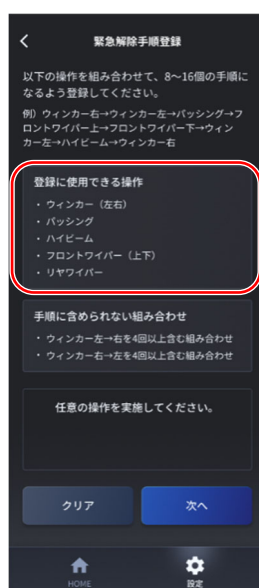 緊急解除手順登録
以下の操作を組み合わせて、8〜16個の手順に
なるよう登録してください。
例）ウィンカー右→ウィンカー左→パッシング→フ
ロントワイパー上→フロントワイパー下→ウィン
カー左→ハイビーム→ウィンカー右
登録に使用できる操作
・ウィンカー（左右）
・パッシング
・ハイビーム
・フロントワイパー（上下）
・リヤワイパー
手順に含められない組み合わせ
・ウィンカー左→右を4回以上含む組み合わせ
・ウィンカー右→左を4回以上含む組み合わせ
任意の操作を実施してください。
クリア
次へ
HOME
設定